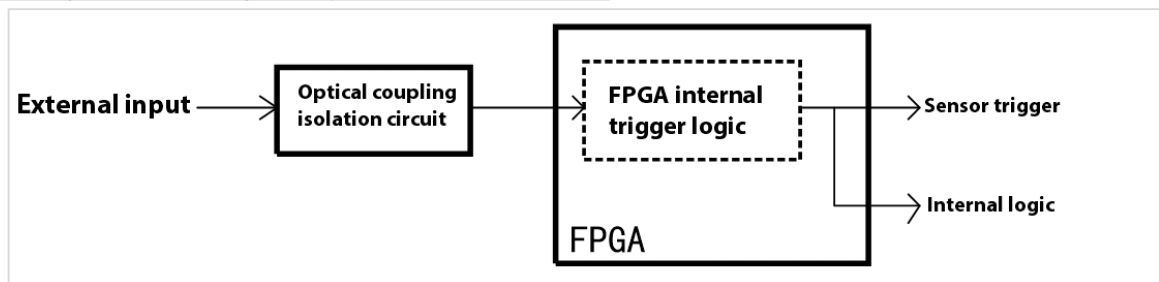 External input
Optical coupling
isolation circuit
FPGA internal
trigger logic
Sensor trigger
Internal logic
FPGA